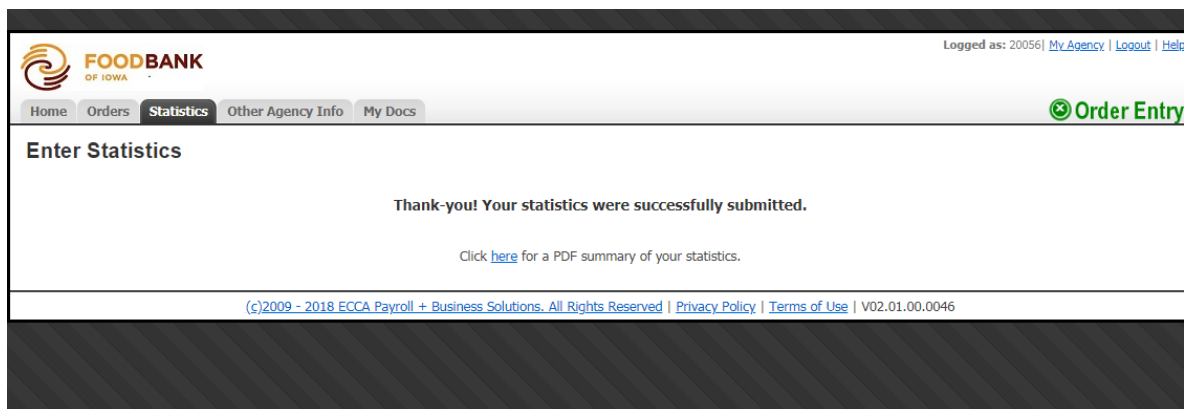 Logged as: 20056| My Agency | Logout | Help
FOODBANK
OF IOWA
Home Orders Statistics Other Agency Info My Docs
Order Entry
Enter Statistics
Thank-you! Your statistics were successfully submitted.
Click here for a PDF summary of your statistics.
(c)2009 - 2018 ECCA Payroll + Business Solutions. All Rights Reserved | Privacy Policy | Terms of Use | V02.01.00.0046